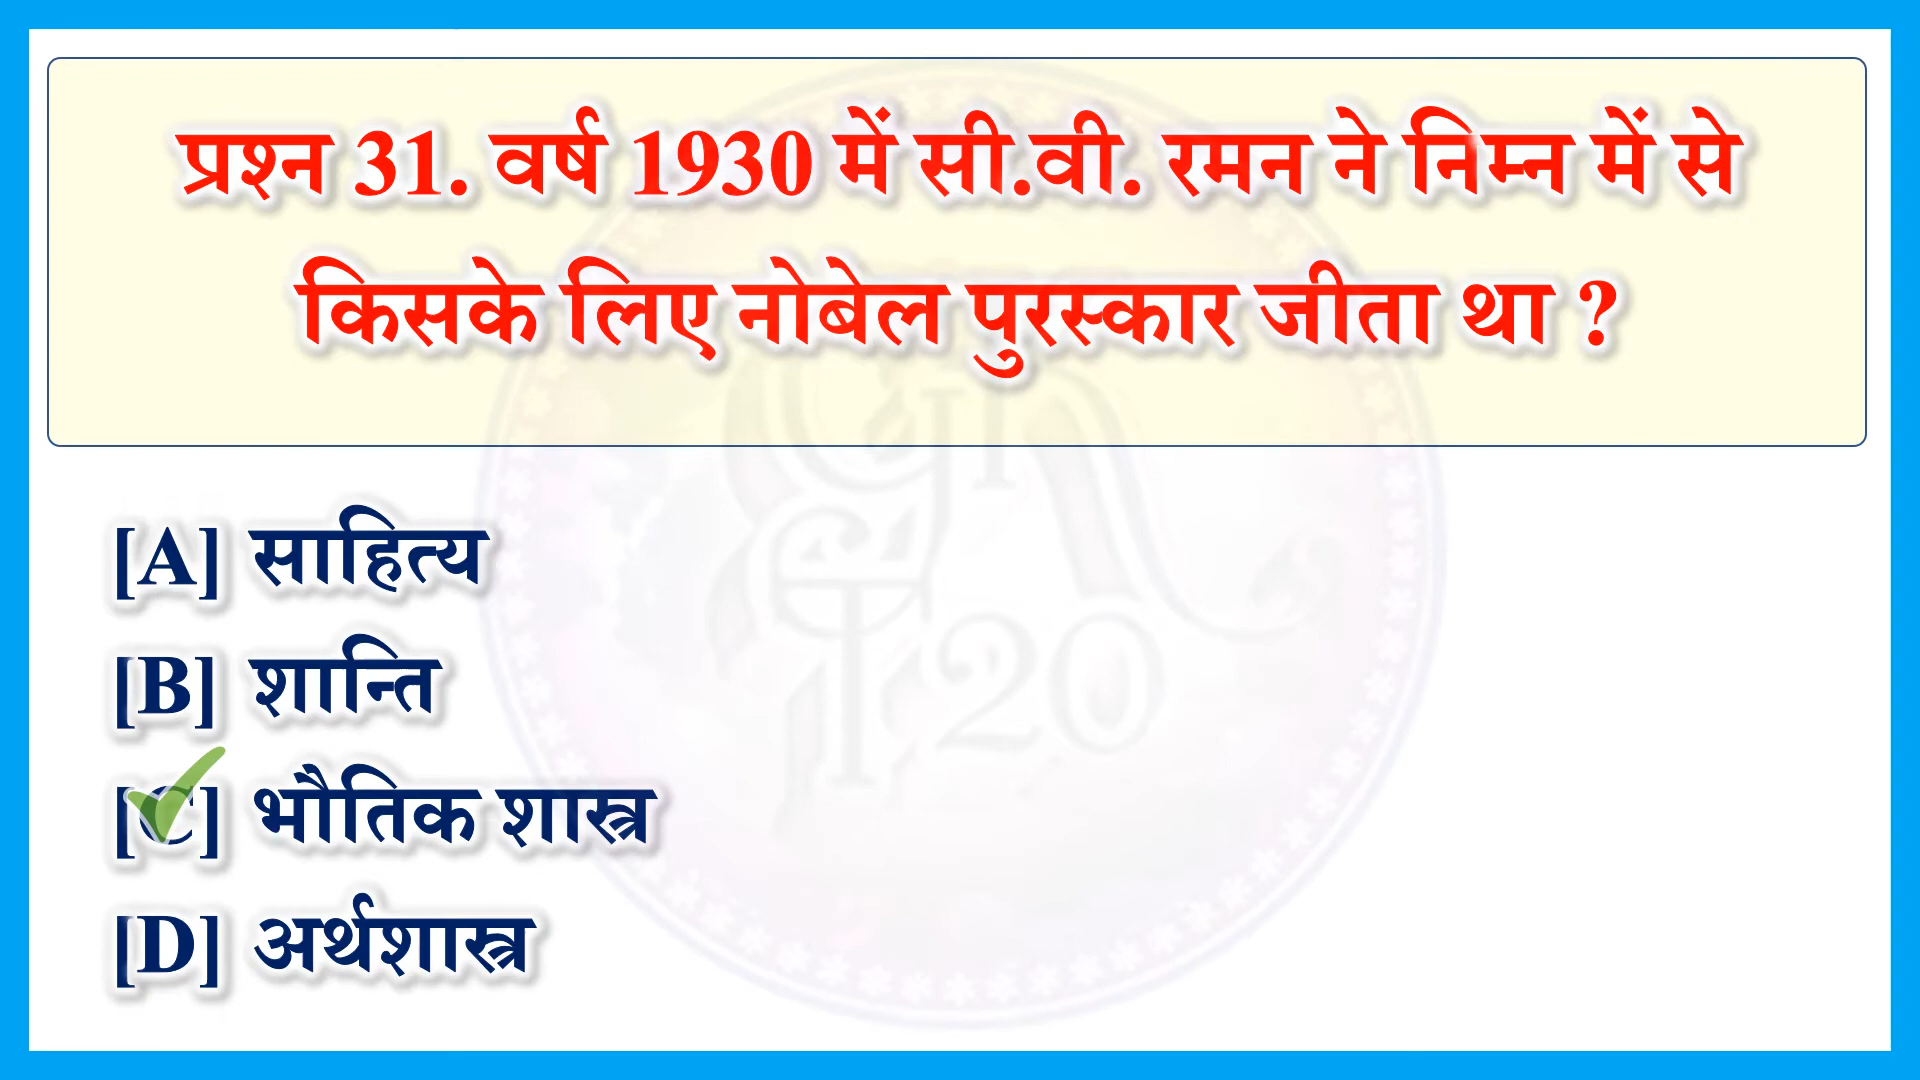 प्रश्न 31. वर्ष 1930 में सी.वी. रमन ने निम्न में से
किसके लिए नोबेल पुरस्कार जीता था ?
[A] साहित्य
[B] शान्ति
[C] भौतिक शास्त्र
[D] अर्थशास्त्र